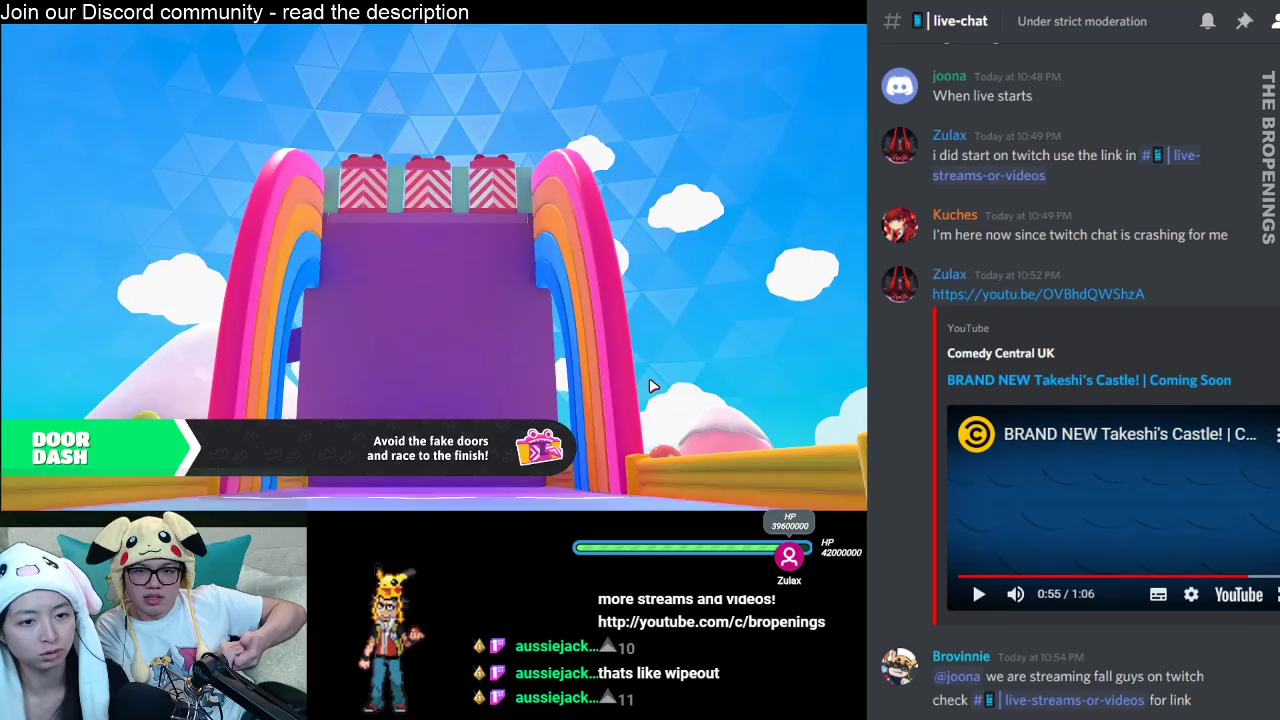 Join our Discord community - read the description
# | live-chat Under strict moderation
joona Today at 10:48 PM
When live starts
Zulax Today at 10:49 PM
i did start on twitch use the link in # | live-
streams-or-videos
Kuches Today at 10:49 PM
I'm here now since twitch chat is crashing for me
Zulax Today at 10:52 PM
https://youtu.be/OVBhdQWShzA
YouTube
Comedy Central UK
BRAND NEW Takeshi's Castle! | Coming Soon
BRAND NEW Takeshi's Castle! | C...
0:55 / 1:06 YouTube
Brovinnie Today at 10:54 PM
@joona we are streaming fall guys on twitch
check # | live-streams-or-videos for link
THE BROPENINGS
DOOR
DASH
Avoid the fake doors
and race to the finish!
HP
39600000
HP
42000000
Zulax
more streams and videos!
http://youtube.com/c/bropenings
aussiejack... 10
aussiejack... thats like wipeout
aussiejack... 11